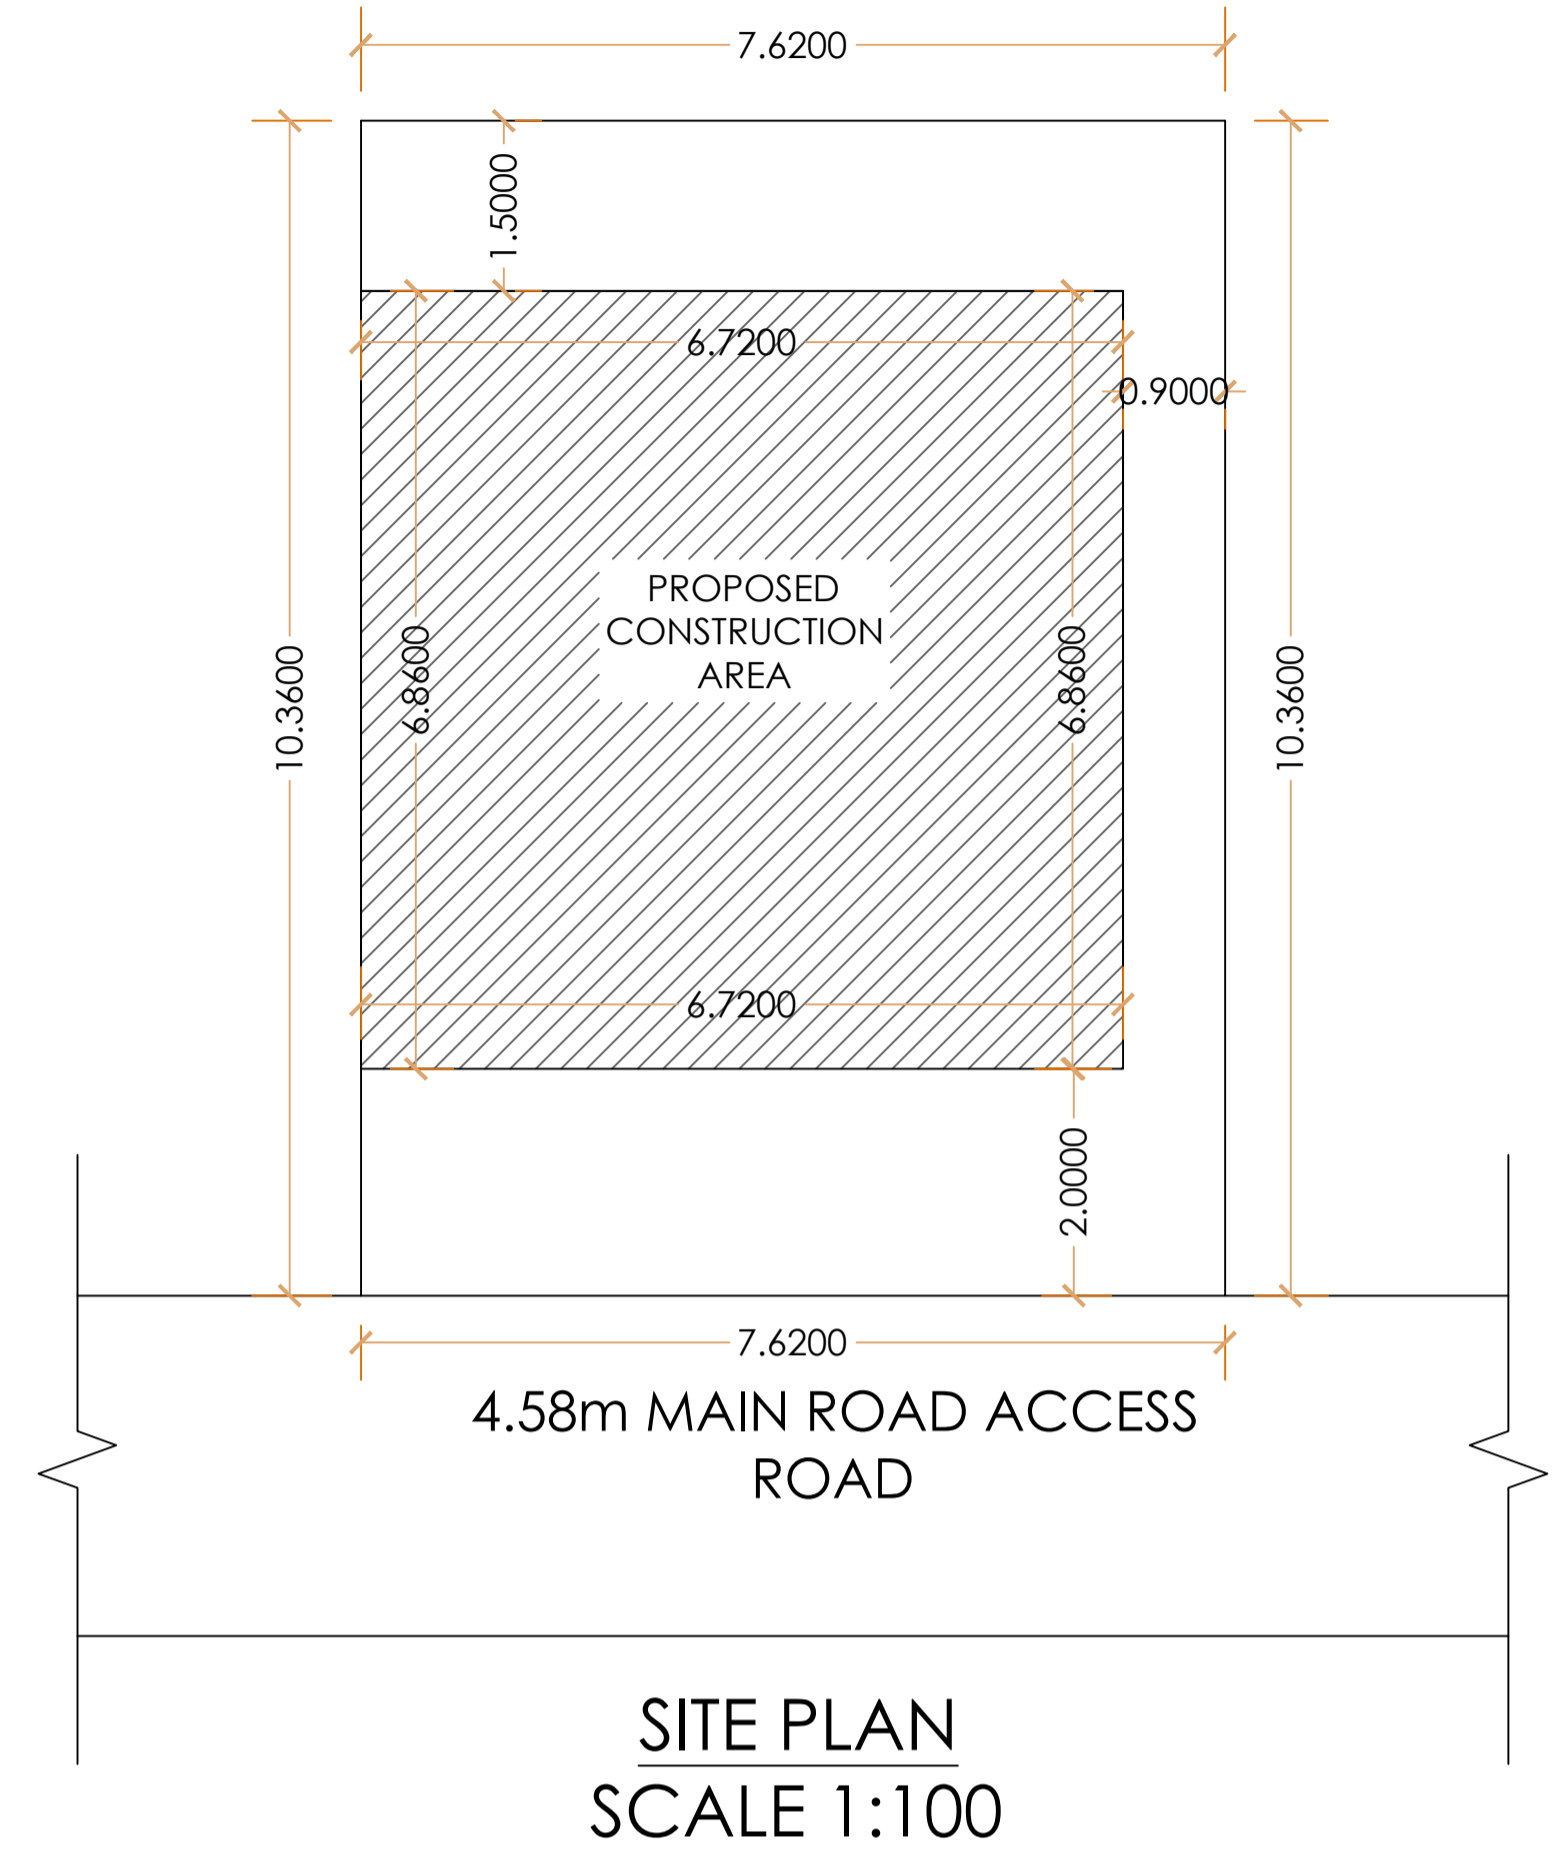 7.6200
1.5000
6.7200
0.9000
PROPOSED
CONSTRUCTION
AREA
10.3600
6.8600
6.8600
10.3600
6.7200
2.0000
7.6200
4.58m MAIN ROAD ACCESS
ROAD
SITE PLAN
SCALE 1:100